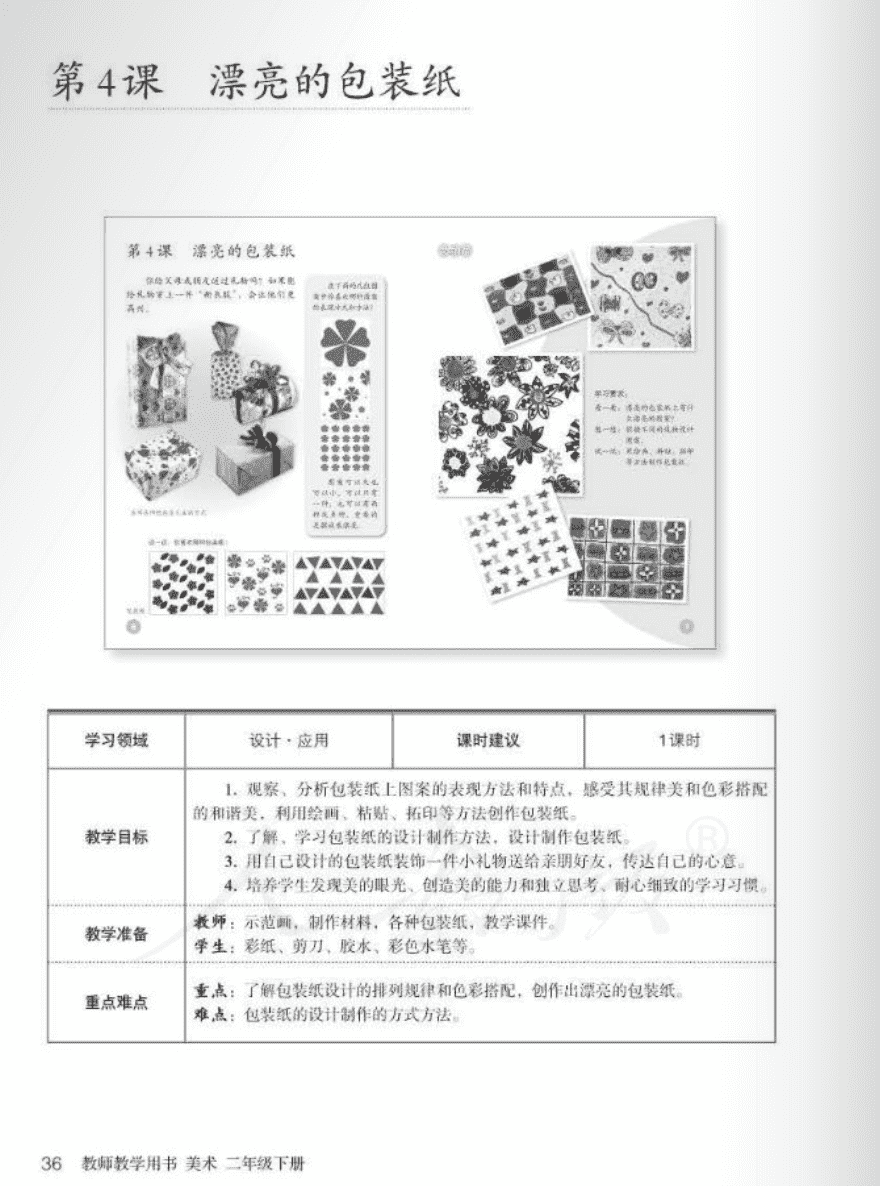 第4课 漂亮的包装纸
第4课 漂亮的包装纸
你给父母或朋友送过礼物吗？如果能
给礼物穿上一件“新衣服”，会让他们更
高兴。
学习要求：
学习领域
设计·应用
课时建议
1课时
教学目标
1. 观察、分析包装纸上图案的表现方法和特点，感受其规律美和色彩搭配
的和谐美，利用绘画、粘贴、拓印等方法创作包装纸。
2. 了解、学习包装纸的设计制作方法，设计制作包装纸。
3. 用自己设计的包装纸装饰一件小礼物送给亲朋好友，传达自己的心意。
4. 培养学生发现美的眼光、创造美的能力和独立思考、耐心细致的学习习惯。
教学准备
教师：示范画，制作材料，各种包装纸，教学课件。
学生：彩纸、剪刀、胶水、彩色水笔等。
重点难点
重点：了解包装纸设计的排列规律和色彩搭配，创作出漂亮的包装纸。
难点：包装纸的设计制作的方式方法。
36 教师教学用书 美术 二年级下册